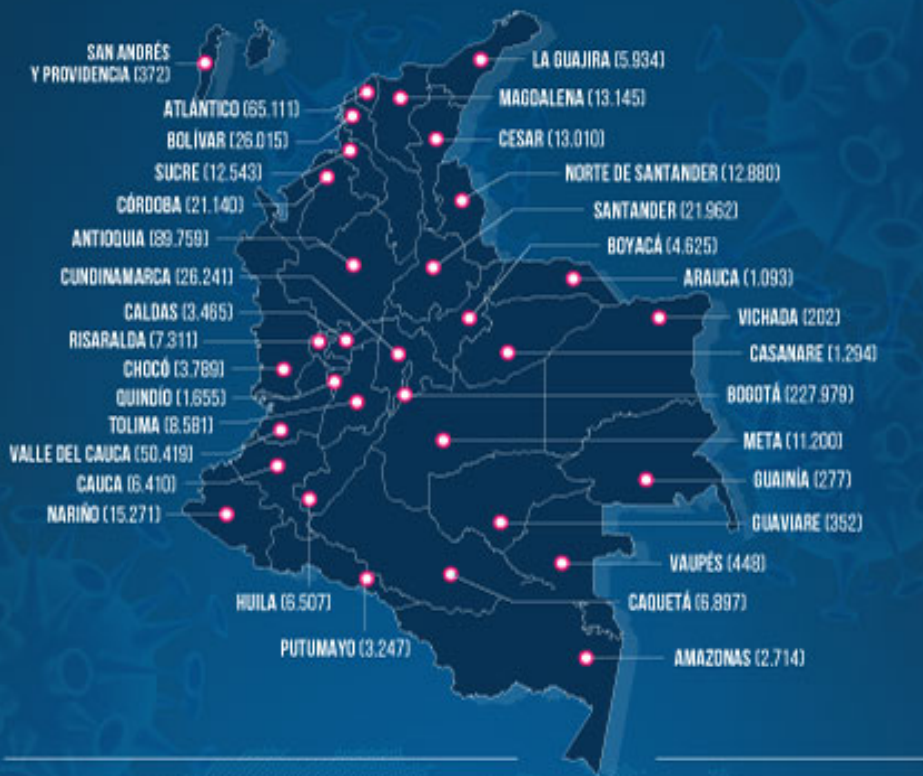 SAN ANDRÉS
Y PROVIDENCIA (372)
ATLÁNTICO (65.111)
BOLÍVAR (26.015)
SUCRE (12.543)
CÓRDOBA (21.140)
ANTIOQUIA (89.759)
CUNDINAMARCA (26.241)
CALDAS (3.465)
RISARALDA (7.311)
CHOCÓ (3.789)
QUINDÍO (1.655)
TOLIMA (8.581)
VALLE DEL CAUCA (50.419)
CAUCA (6.410)
NARIÑO (15.271)
HUILA (6.507)
PUTUMAYO (3.247)
LA GUAJIRA (5.934)
MAGDALENA (13.145)
CESAR (13.010)
NORTE DE SANTANDER (12.880)
SANTANDER (21.962)
BOYACÁ (4.625)
ARAUCA (1.093)
VICHADA (202)
CASANARE (1.294)
BOGOTÁ (227.979)
META (11.200)
GUAINÍA (277)
GUAVIARE (352)
VAUPÉS (448)
CAQUETÁ (6.897)
AMAZONAS (2.714)